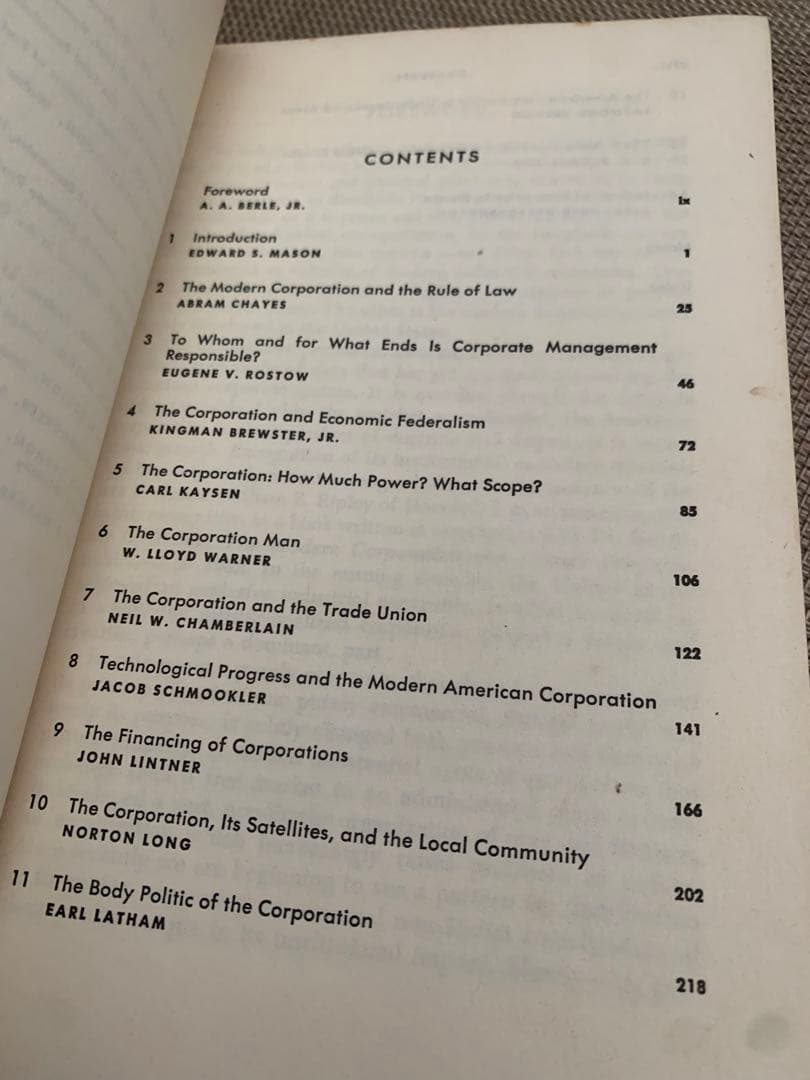 CONTENTS
Foreword
A. A. BERLE, JR. ix
1 Introduction
EDWARD S. MASON 1
2 The Modern Corporation and the Rule of Law
ABRAM CHAYES 25
3 To Whom and for What Ends Is Corporate Management
Responsible?
EUGENE V. ROSTOW 46
4 The Corporation and Economic Federalism
KINGMAN BREWSTER, JR. 72
5 The Corporation: How Much Power? What Scope?
CARL KAYSEN 85
6 The Corporation Man
W. LLOYD WARNER 106
7 The Corporation and the Trade Union
NEIL W. CHAMBERLAIN 122
8 Technological Progress and the Modern American Corporation
JACOB SCHMOOKLER 141
9 The Financing of Corporations
JOHN LINTNER 166
10 The Corporation, Its Satellites, and the Local Community
NORTON LONG 202
11 The Body Politic of the Corporation
EARL LATHAM 218